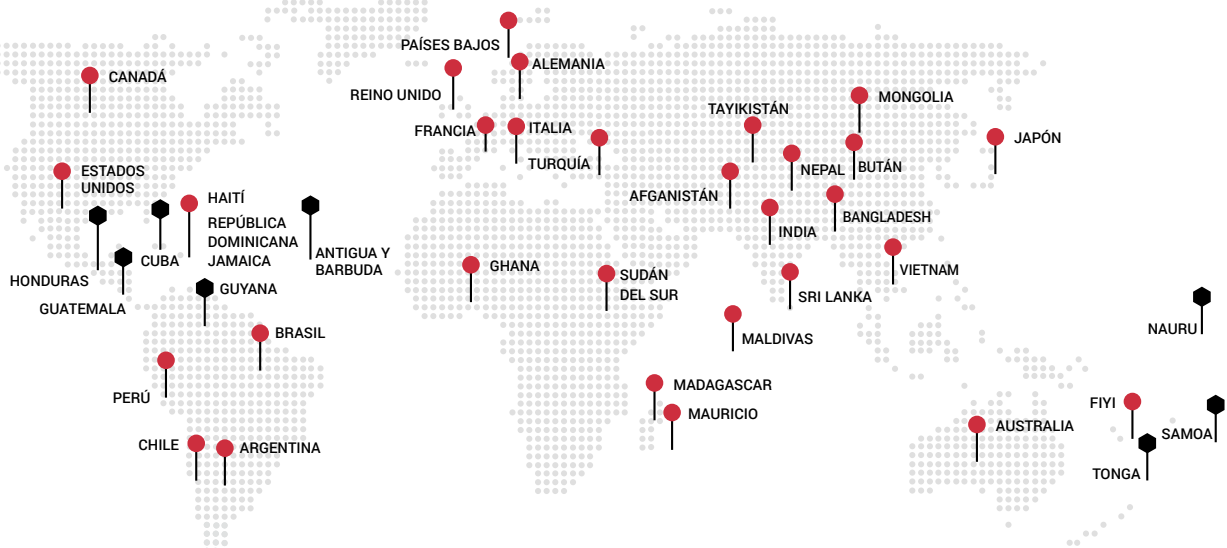 PAÍSES BAJOS
ALEMANIA
CANADÁ
REINO UNIDO
MONGOLIA
TAYIKISTÁN
FRANCIA
ITALIA
JAPÓN
TURQUÍA
NEPAL
BUTÁN
ESTADOS
UNIDOS
AFGANISTÁN
HAITÍ
REPÚBLICA
DOMINICANA
JAMAICA
BANGLADESH
INDIA
CUBA
ANTIGUA Y
BARBUDA
HONDURAS
GUATEMALA
GUYANA
GHANA
SUDÁN
DEL SUR
VIETNAM
SRI LANKA
NAURU
BRASIL
MALDIVAS
PERÚ
MADAGASCAR
MAURICIO
FIYI
SAMOA
AUSTRALIA
CHILE
ARGENTINA
TONGA